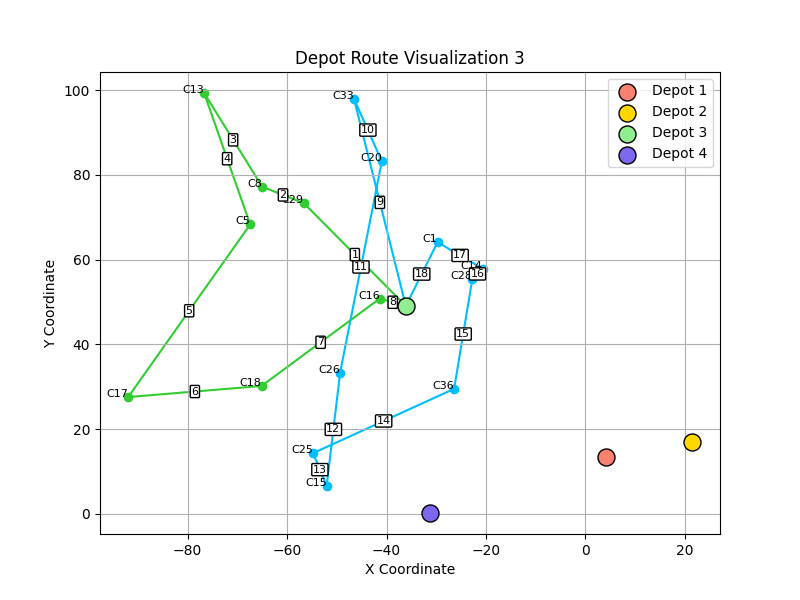 Depot Route Visualization 3
Depot 1
Depot 2
Depot 3
Depot 4
100
80
60
40
20
0
Y Coordinate
−80
−60
−40
−20
0
20
X Coordinate
C13
C33
3
10
4
C20
C8
2
C29
9
C5
C1
1
17
11
C14
18
16
C28
C16
8
5
15
7
C26
C18
C36
6
C17
14
12
C25
13
C15